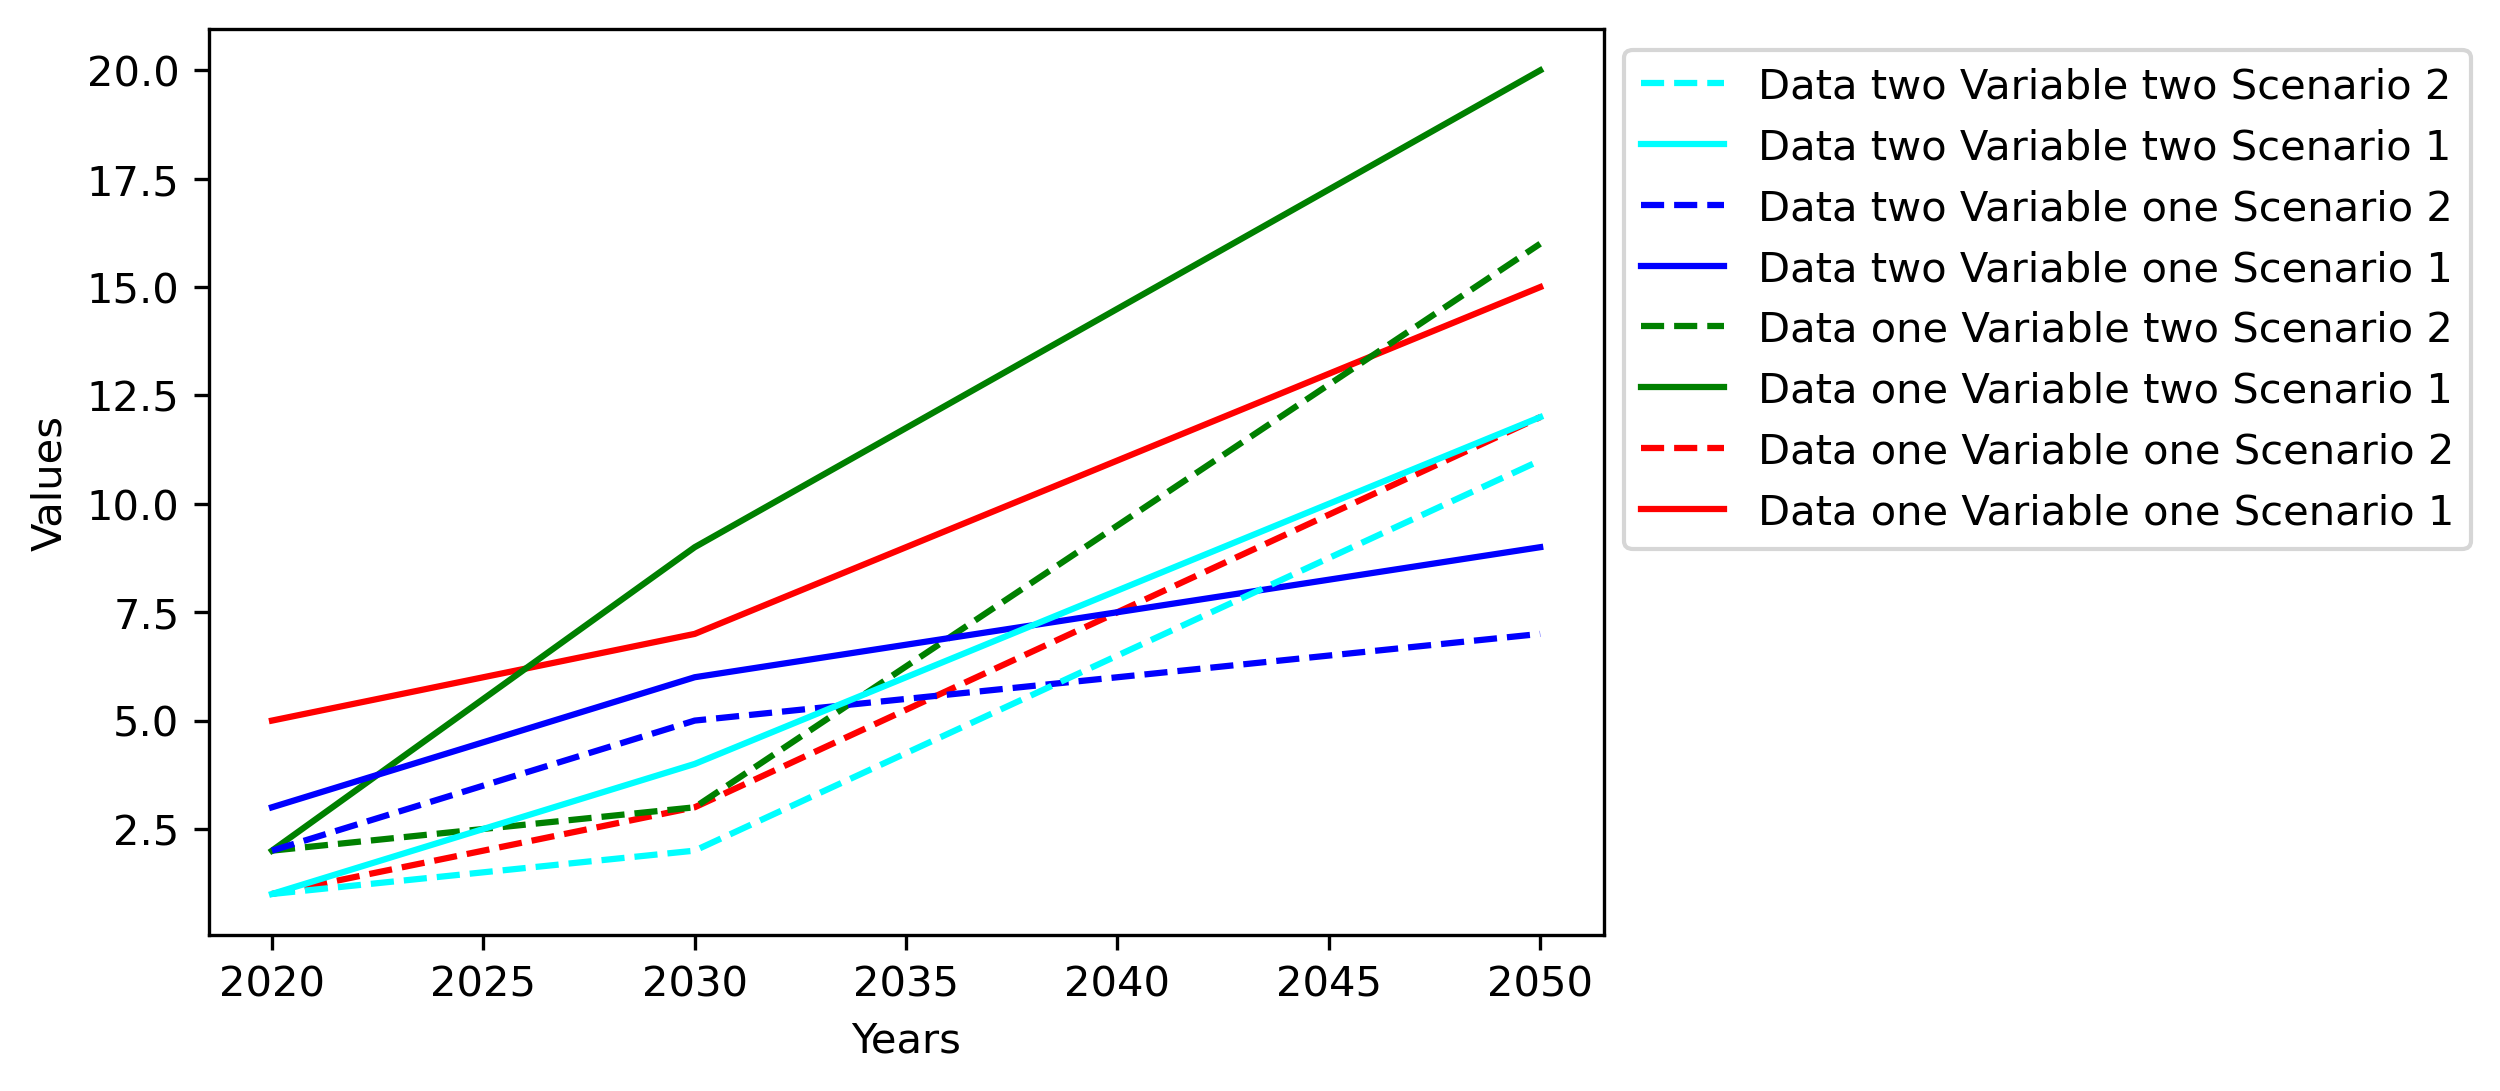 20.0
17.5
15.0
12.5
10.0
7.5
5.0
2.5
Values
2020 2025 2030 2035 2040 2045 2050
Years
Data two Variable two Scenario 2
Data two Variable two Scenario 1
Data two Variable one Scenario 2
Data two Variable one Scenario 1
Data one Variable two Scenario 2
Data one Variable two Scenario 1
Data one Variable one Scenario 2
Data one Variable one Scenario 1